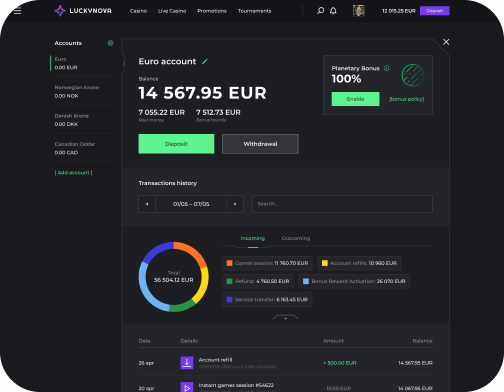 LUCKYNOVA
Casino Live Casino Promotions Tournaments
12 015.25 EUR Deposit
Accounts
Euro
0.00 EUR
Norwegian Krone
0.00 NOK
Danish Krone
0.00 DKK
Canadian Dollar
0.00 CAD
[ Add account ]
Euro account
Balance
14 567.95 EUR
7 055.22 EUR 7 512.73 EUR
Real money Bonus founds
Deposit Withdrawal
Planetary Bonus
100%
Enable [bonus policy]
Transactions history
01/05 – 07/05 Search...
Incoming Outcoming
Total
56 504.12 EUR
Games session: 11 760.70 EUR Account refills: 10 960 EUR
Refund: 4 760.50 EUR Bonus-Reward Activation: 26 070 EUR
Service transfer: 6 163.45 EUR
Date Details Amount Balance
26 apr Account refill + 500.00 EUR 14 567.95 EUR
20 apr Instant games session #54623 - 15.00 EUR 14 067.95 EUR